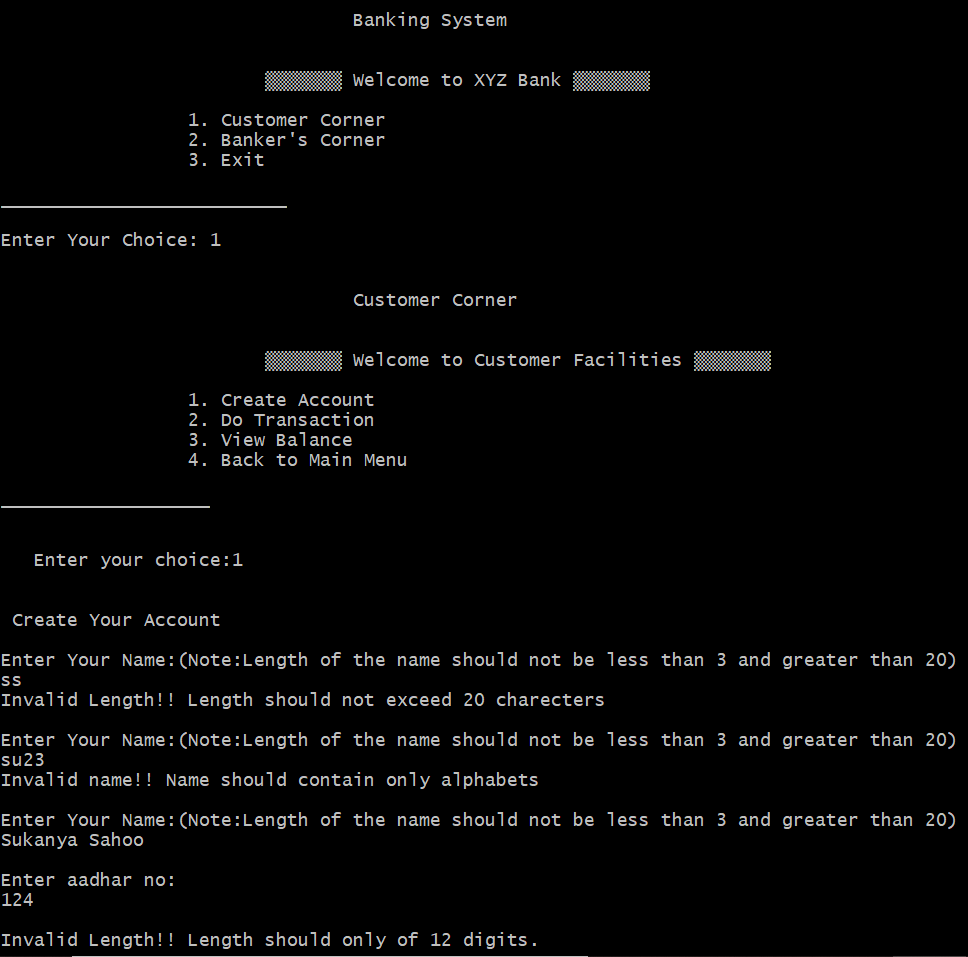 Banking System
▒▒▒▒▒▒▒ Welcome to XYZ Bank ▒▒▒▒▒▒▒
1. Customer Corner
2. Banker's Corner
3. Exit
__________________________
Enter Your Choice: 1
Customer Corner
▒▒▒▒▒▒▒ Welcome to Customer Facilities ▒▒▒▒▒▒▒
1. Create Account
2. Do Transaction
3. View Balance
4. Back to Main Menu
___________________
Enter your choice:1
Create Your Account
Enter Your Name:(Note:Length of the name should not be less than 3 and greater than 20)
ss
Invalid Length!! Length should not exceed 20 charecters
Enter Your Name:(Note:Length of the name should not be less than 3 and greater than 20)
su23
Invalid name!! Name should contain only alphabets
Enter Your Name:(Note:Length of the name should not be less than 3 and greater than 20)
Sukanya Sahoo
Enter aadhar no:
124
Invalid Length!! Length should only of 12 digits.